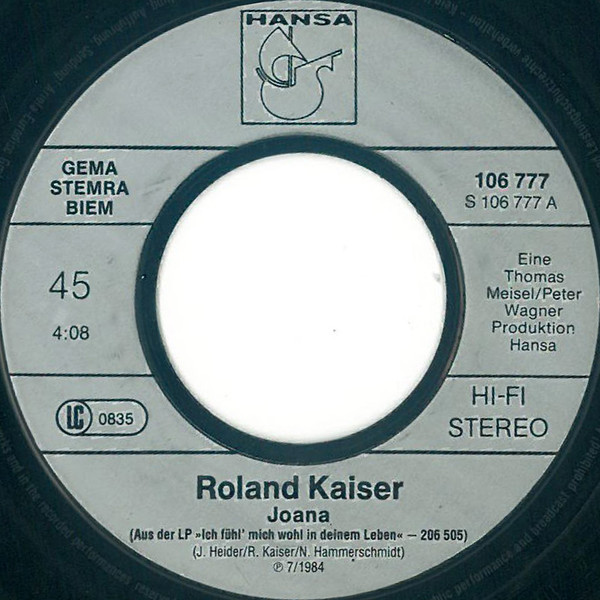 HANSA
GEMA
STEMRA
BIEM
106 777
S 106 777 A
45
4:08
Eine
Thomas
Meisel/Peter
Wagner
Produktion
Hansa
LC 0835
HI-FI
STEREO
Roland Kaiser
Joana
(Aus der LP »Ich fühl' mich wohl in deinem Leben« – 206 505)
(J. Heider/R. Kaiser/N. Hammerschmidt)
℗ 7/1984